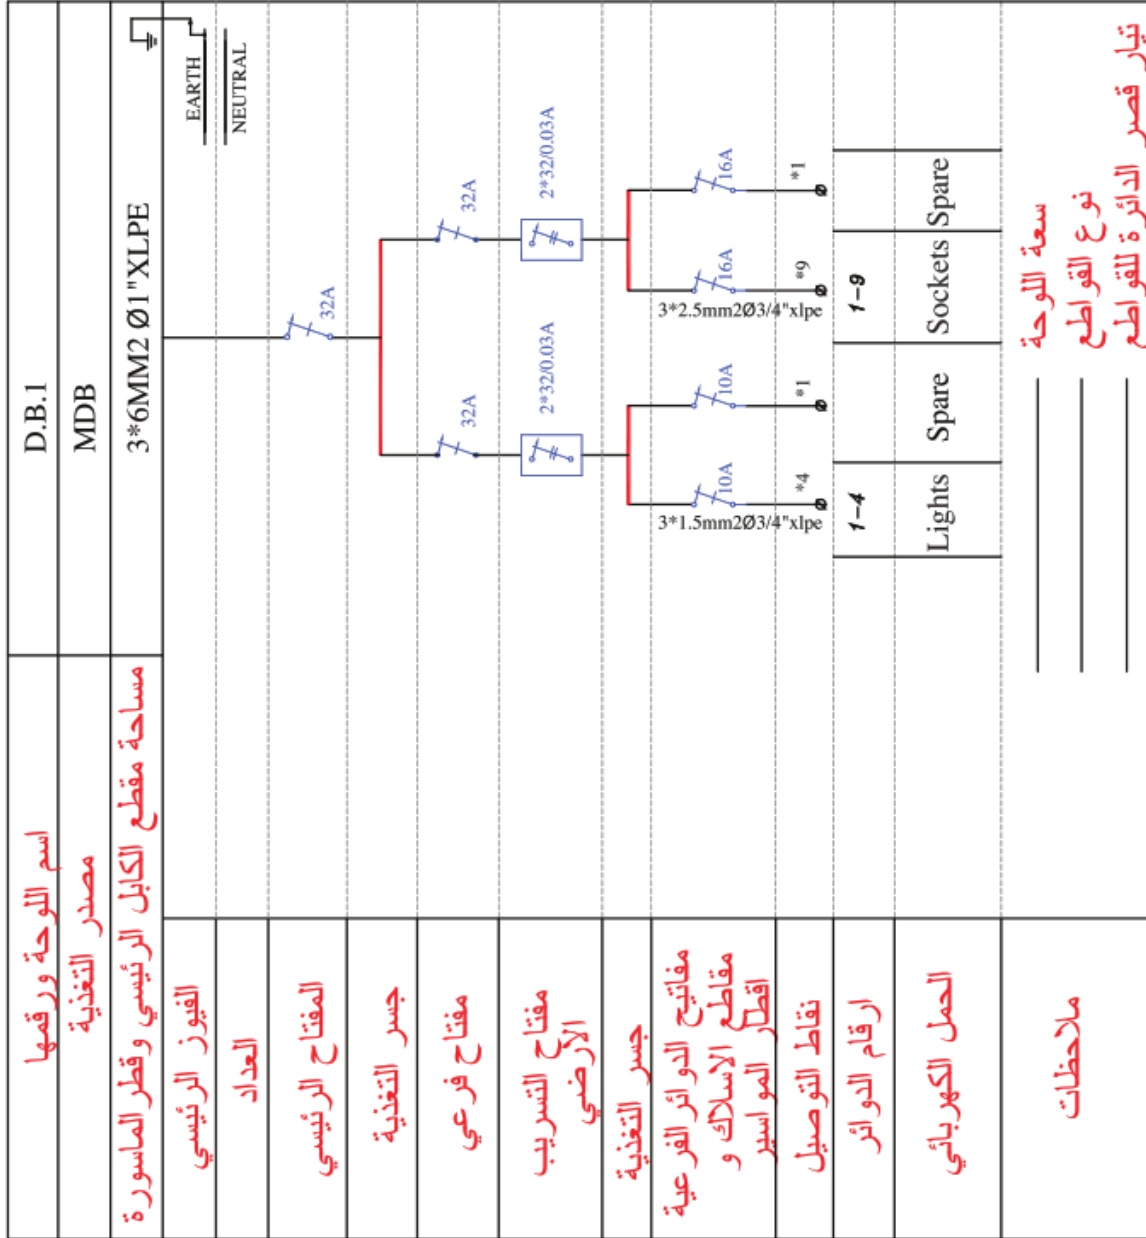 اسم اللوحة ورقمها
D.B.1
مصدر التغذية
MDB
مساحة مقطع الكابل الرئيسي وقطر الماسورة
3*6MM2 Ø1"XLPE
الفيوز الرئيسي
EARTH
NEUTRAL
العداد
المفتاح الرئيسي
32A
جسر التغذية
مفتاح فرعي
32A
32A
مفتاح التسريب
الأرضي
2*32/0.03A
2*32/0.03A
جسر التغذية
مفاتيح الدوائر الفرعية
مقاطع الاسلاك و
اقطار المواسير
10A
10A
16A
16A
3*1.5mm2Ø3/4"xlpe
3*2.5mm2Ø3/4"xlpe
نقاط التوصيل
*4
*1
*9
*1
ارقام الدوائر
1-4
1-9
الحمل الكهربائي
Lights
Spare
Sockets
Spare
ملاحظات
سعة اللوحة
نوع القواطع
تيار قصر الدائرة للقواطع